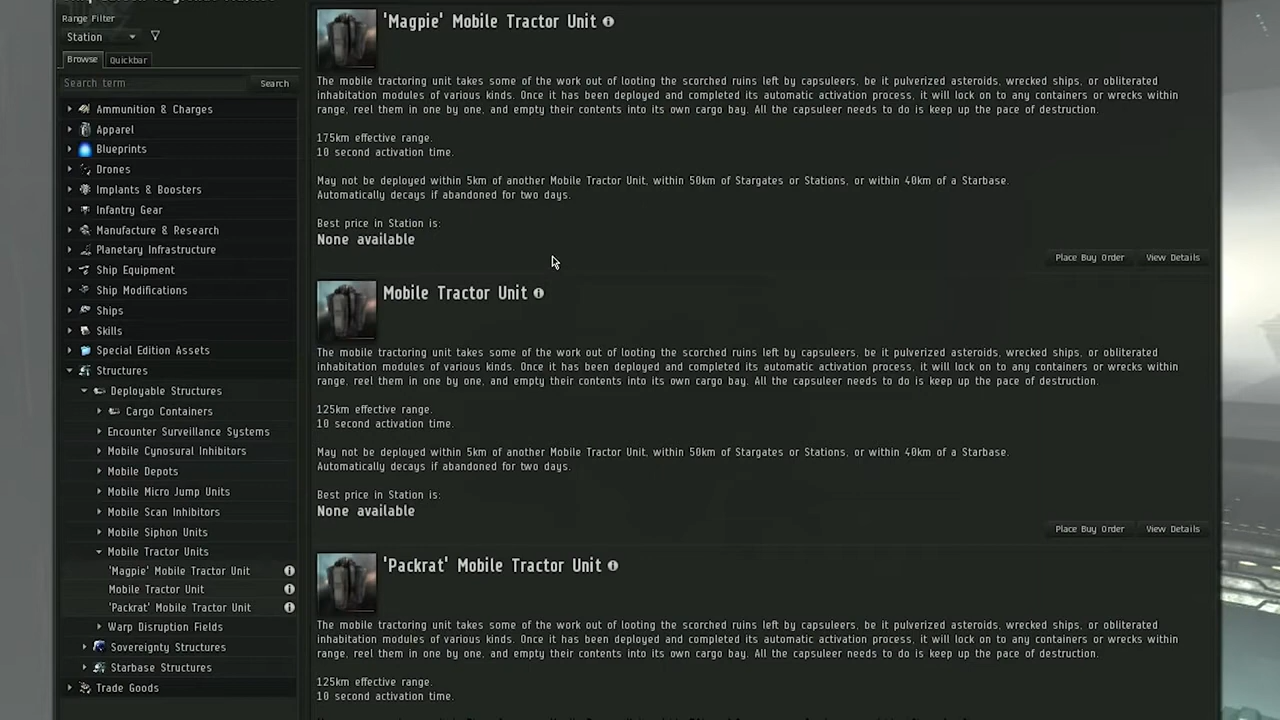 Range Filter
Station
Browse
Quickbar
Search term
Search
Ammunition & Charges
Apparel
Blueprints
Drones
Implants & Boosters
Infantry Gear
Manufacture & Research
Planetary Infrastructure
Ship Equipment
Ship Modifications
Ships
Skills
Special Edition Assets
Structures
Deployable Structures
Cargo Containers
Encounter Surveillance Systems
Mobile Cynosural Inhibitors
Mobile Depots
Mobile Micro Jump Units
Mobile Scan Inhibitors
Mobile Siphon Units
Mobile Tractor Units
'Magpie' Mobile Tractor Unit
Mobile Tractor Unit
'Packrat' Mobile Tractor Unit
Warp Disruption Fields
Sovereignty Structures
Starbase Structures
Trade Goods
'Magpie' Mobile Tractor Unit
The mobile tractoring unit takes some of the work out of looting the scorched ruins left by capsuleers, be it pulverized asteroids, wrecked ships, or obliterated
inhabitation modules of various kinds. Once it has been deployed and completed its automatic activation process, it will lock on to any containers or wrecks within
range, reel them in one by one, and empty their contents into its own cargo bay. All the capsuleer needs to do is keep up the pace of destruction.
175km effective range.
10 second activation time.
May not be deployed within 5km of another Mobile Tractor Unit, within 50km of Stargates or Stations, or within 40km of a Starbase.
Automatically decays if abandoned for two days.
Best price in Station is:
None available
Place Buy Order
View Details
Mobile Tractor Unit
The mobile tractoring unit takes some of the work out of looting the scorched ruins left by capsuleers, be it pulverized asteroids, wrecked ships, or obliterated
inhabitation modules of various kinds. Once it has been deployed and completed its automatic activation process, it will lock on to any containers or wrecks within
range, reel them in one by one, and empty their contents into its own cargo bay. All the capsuleer needs to do is keep up the pace of destruction.
125km effective range.
10 second activation time.
May not be deployed within 5km of another Mobile Tractor Unit, within 50km of Stargates or Stations, or within 40km of a Starbase.
Automatically decays if abandoned for two days.
Best price in Station is:
None available
Place Buy Order
View Details
'Packrat' Mobile Tractor Unit
The mobile tractoring unit takes some of the work out of looting the scorched ruins left by capsuleers, be it pulverized asteroids, wrecked ships, or obliterated
inhabitation modules of various kinds. Once it has been deployed and completed its automatic activation process, it will lock on to any containers or wrecks within
range, reel them in one by one, and empty their contents into its own cargo bay. All the capsuleer needs to do is keep up the pace of destruction.
125km effective range.
10 second activation time.